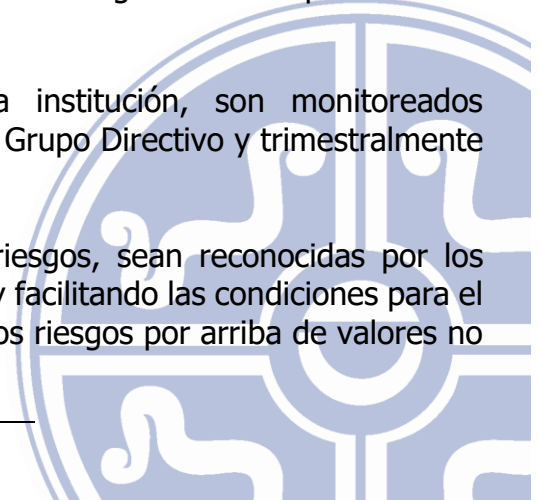 a institución, son monitoreados
Grupo Directivo y trimestralmente
riesgos, sean reconocidas por los
facilitando las condiciones para el
os riesgos por arriba de valores no